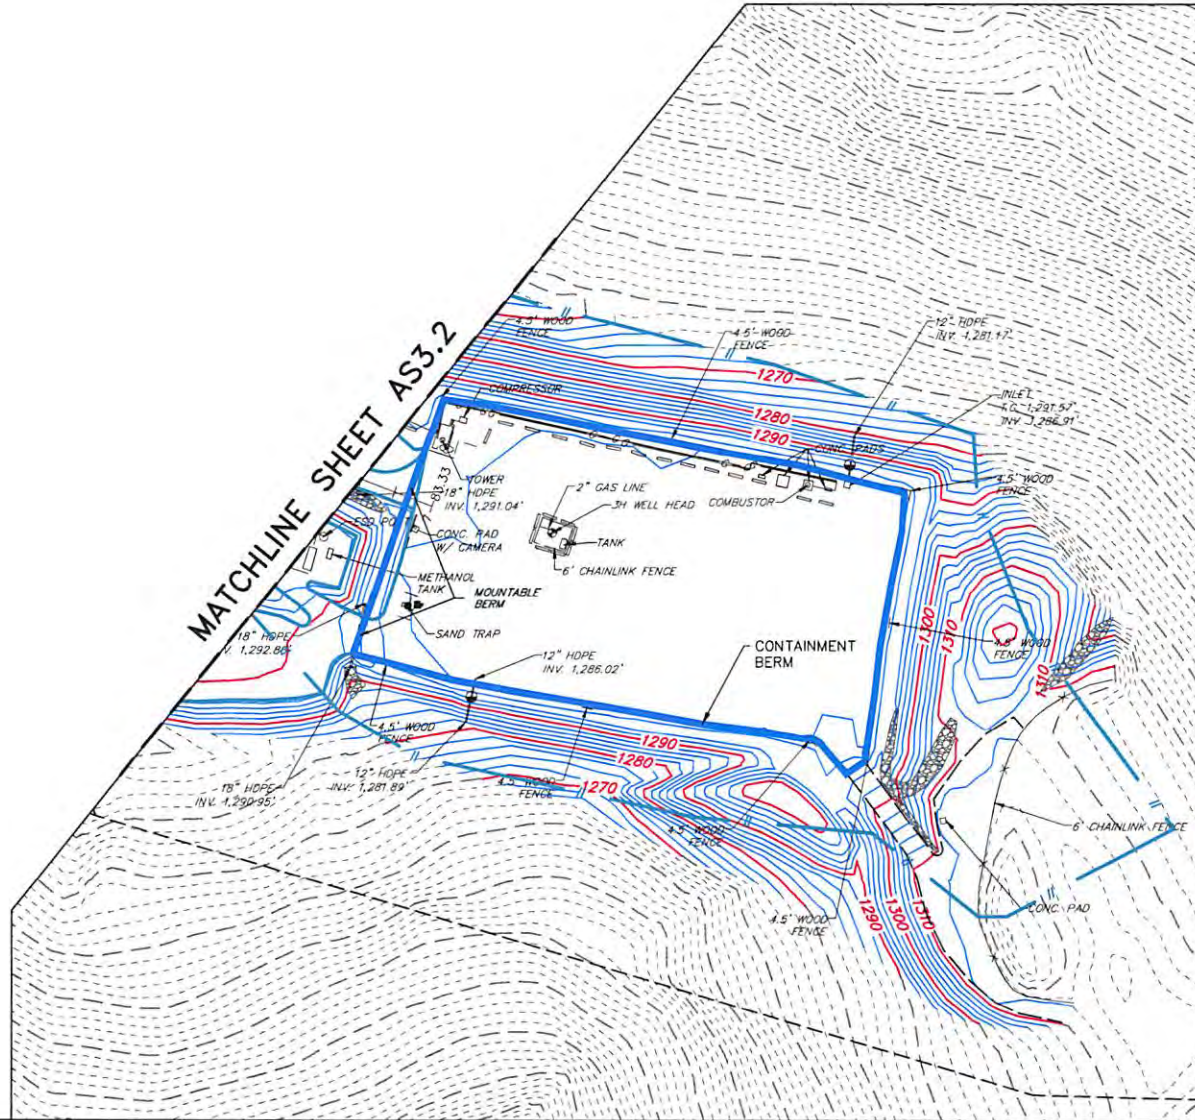 MATCHLINE SHEET AS3.2
4.5' WOOD
FENCE
4.5' WOOD
FENCE
12" HDPE
INV. 1,281.17'
1270
COMPRESSOR
1280
INLET
T.G. 1,291.57'
INV. 1,286.91'
1290
CONC. PADS
TOWER
83.33
18" HDPE
INV. 1,291.04'
2" GAS LINE
3H WELL HEAD
COMBUSTOR
4.5' WOOD
FENCE
CONC. PAD
W/ CAMERA
TANK
6' CHAINLINK FENCE
METHANOL
TANK
MOUNTABLE
BERM
18" HDPE
V. 1,292.86'
SAND TRAP
1300
1310
4.5' WOOD
FENCE
CONTAINMENT
BERM
12" HDPE
INV. 1,286.02'
1310
4.5' WOOD
FENCE
1290
1280
1270
18" HDPE
INV. 1,290.95'
12" HDPE
INV. 1,281.89'
4.5' WOOD
FENCE
4.5' WOOD
FENCE
6' CHAINLINK FENCE
4.5' WOOD
FENCE
1290
1300
1310
CONC. PAD